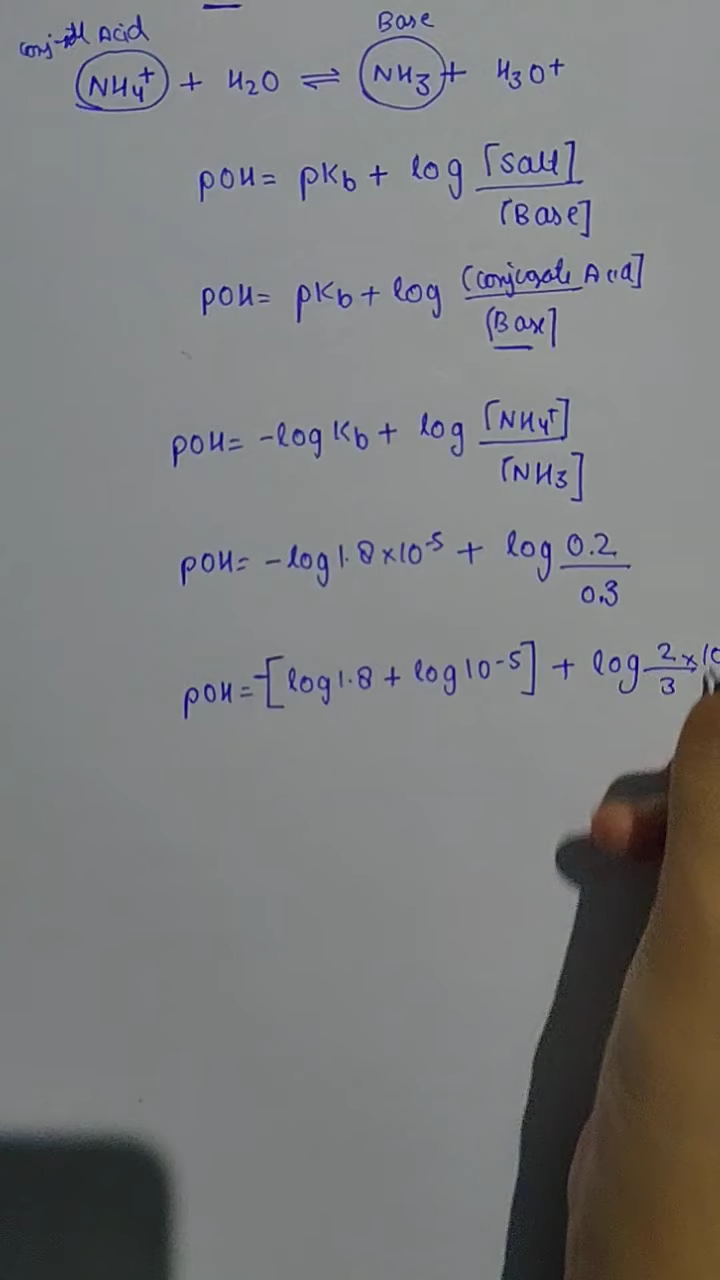 Acid Base
NH4+ + H2O ⇌ NH3 + H3O+
pOH = pKb + log [Salt]/[Base]
pOH = pKb + log [Conjugate Acid]/[Base]
pOH = -log Kb + log [NH4+]/[NH3]
pOH = -log 1.8×10^-5 + log 0.2/0.3
pOH = -[log 1.8 + log 10^-5] + log 2/3 × 10